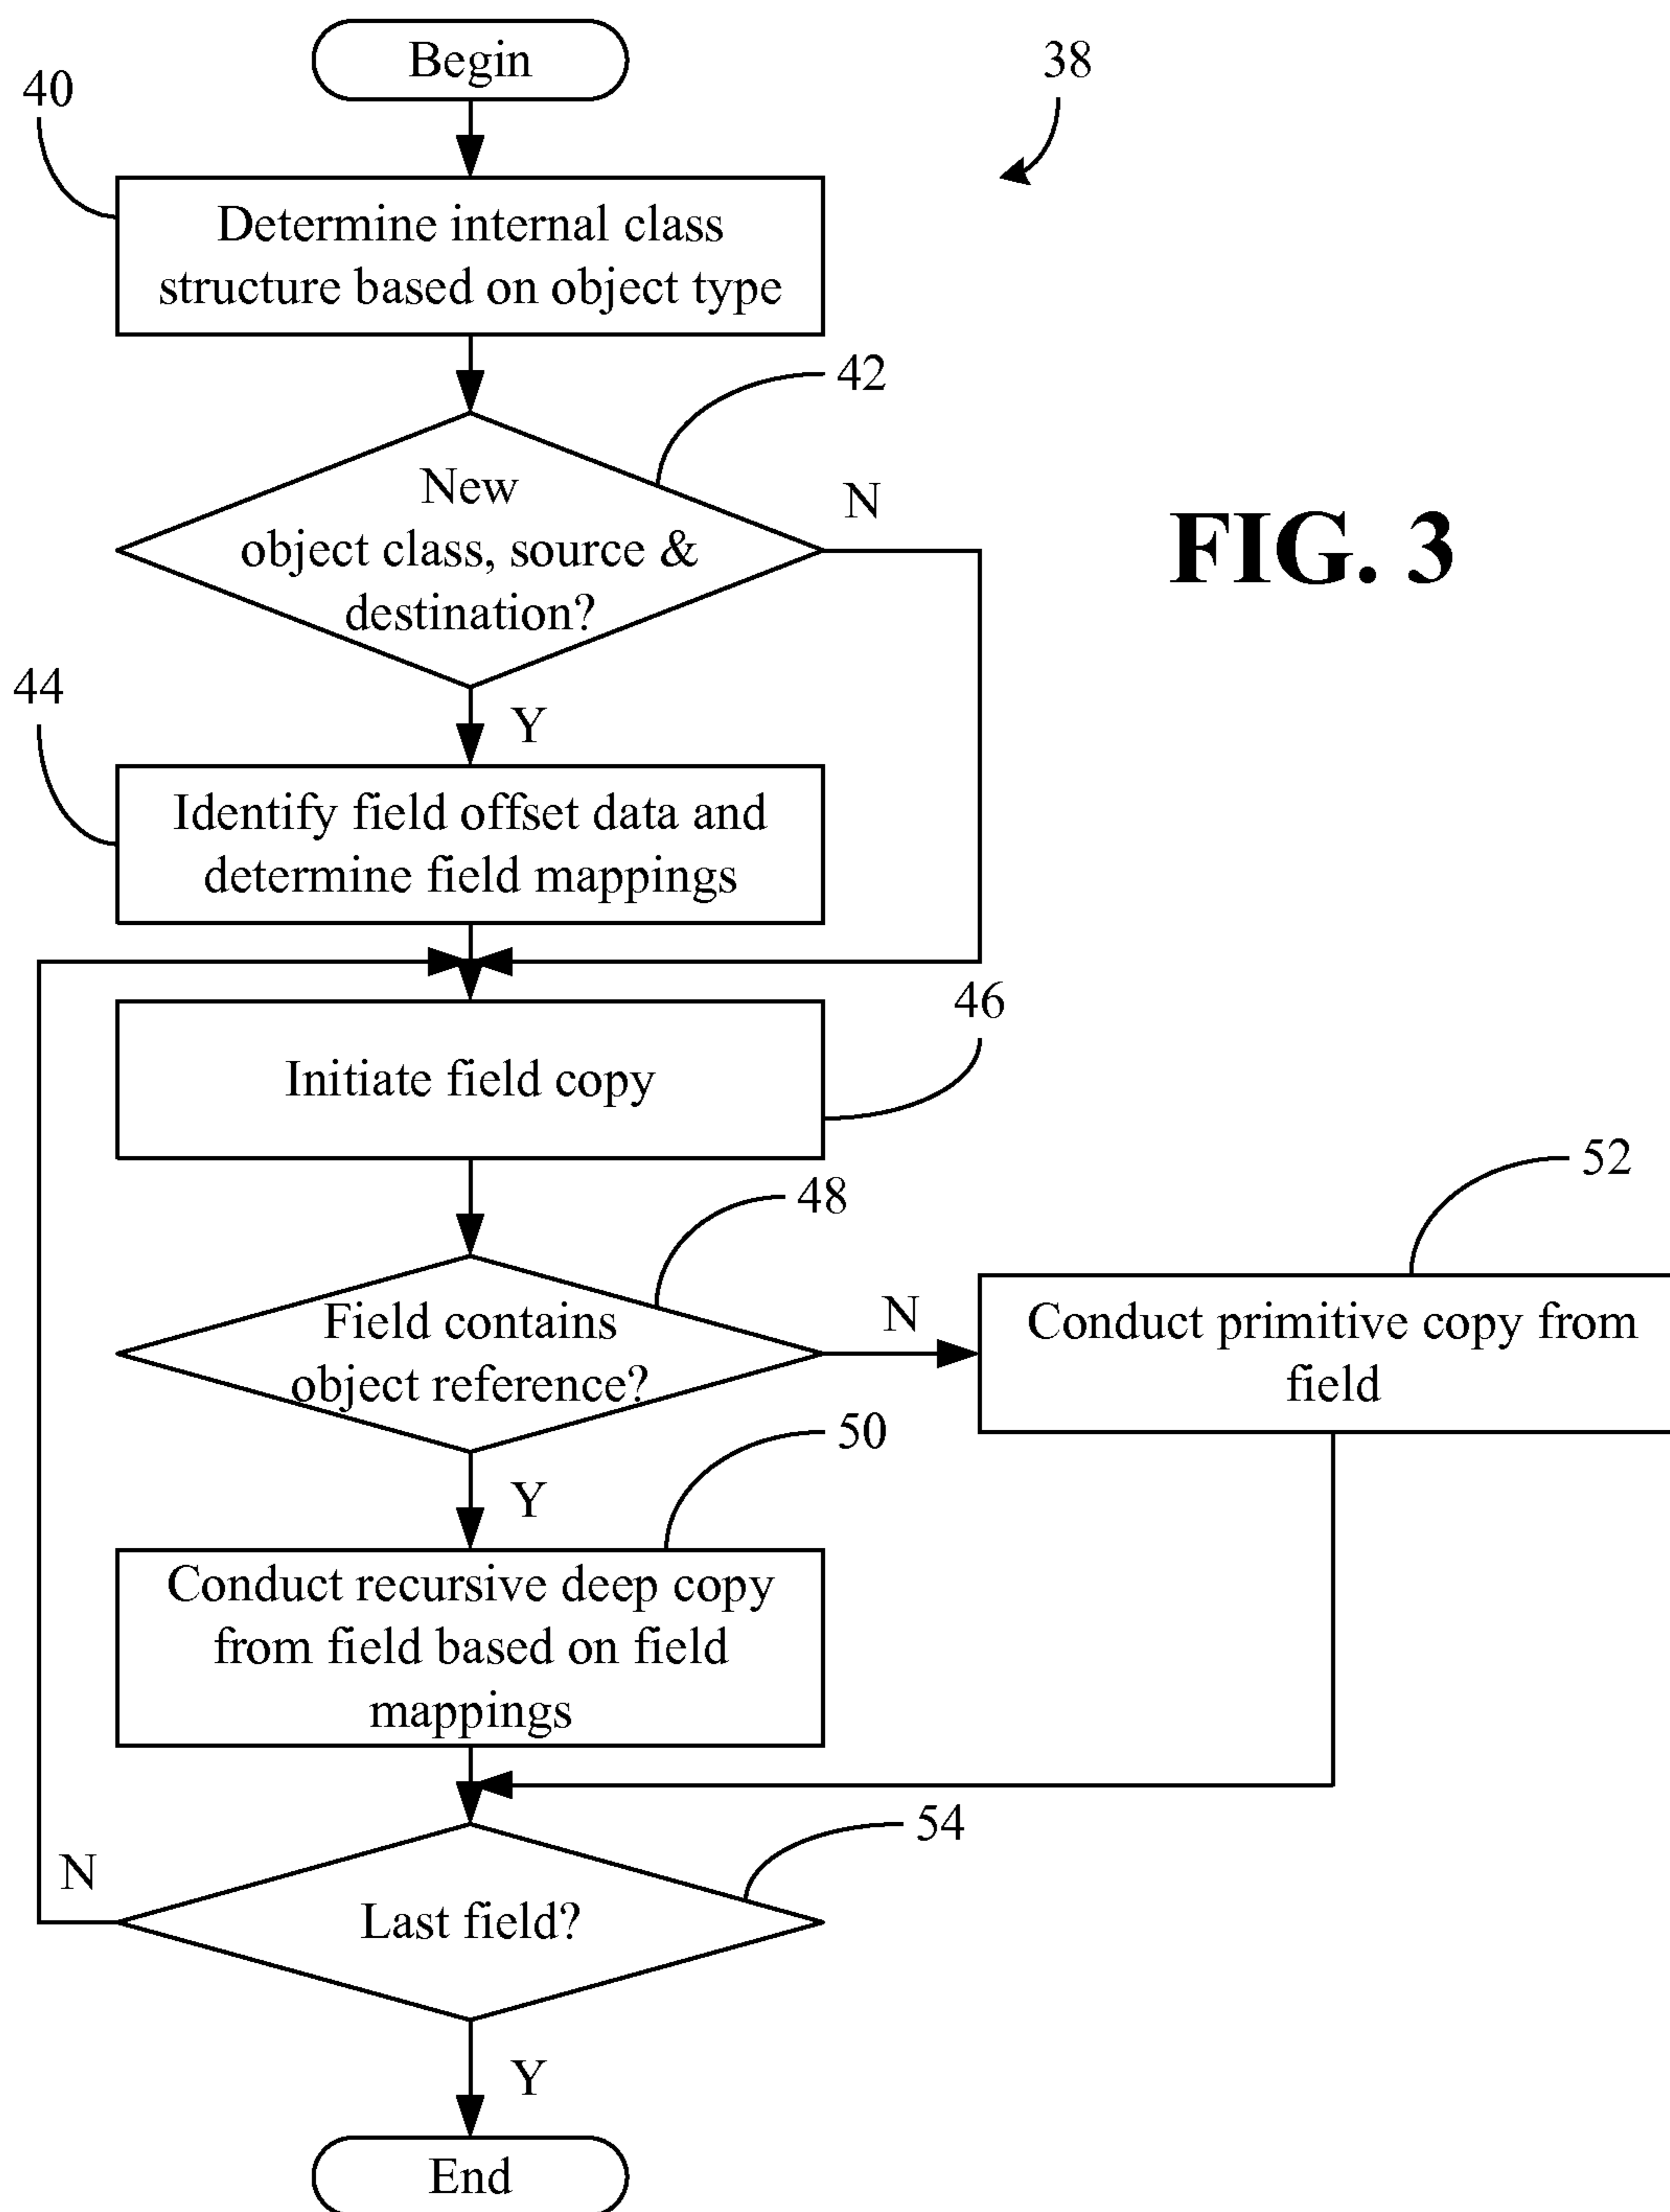 Begin
38
40
Determine internal class
structure based on object type
42
New
object class, source &
destination?
N
FIG. 3
44
Y
Identify field offset data and
determine field mappings
46
Initiate field copy
52
48
Field contains
object reference?
N
Conduct primitive copy from
field
50
Y
Conduct recursive deep copy
from field based on field
mappings
54
N
Last field?
Y
End